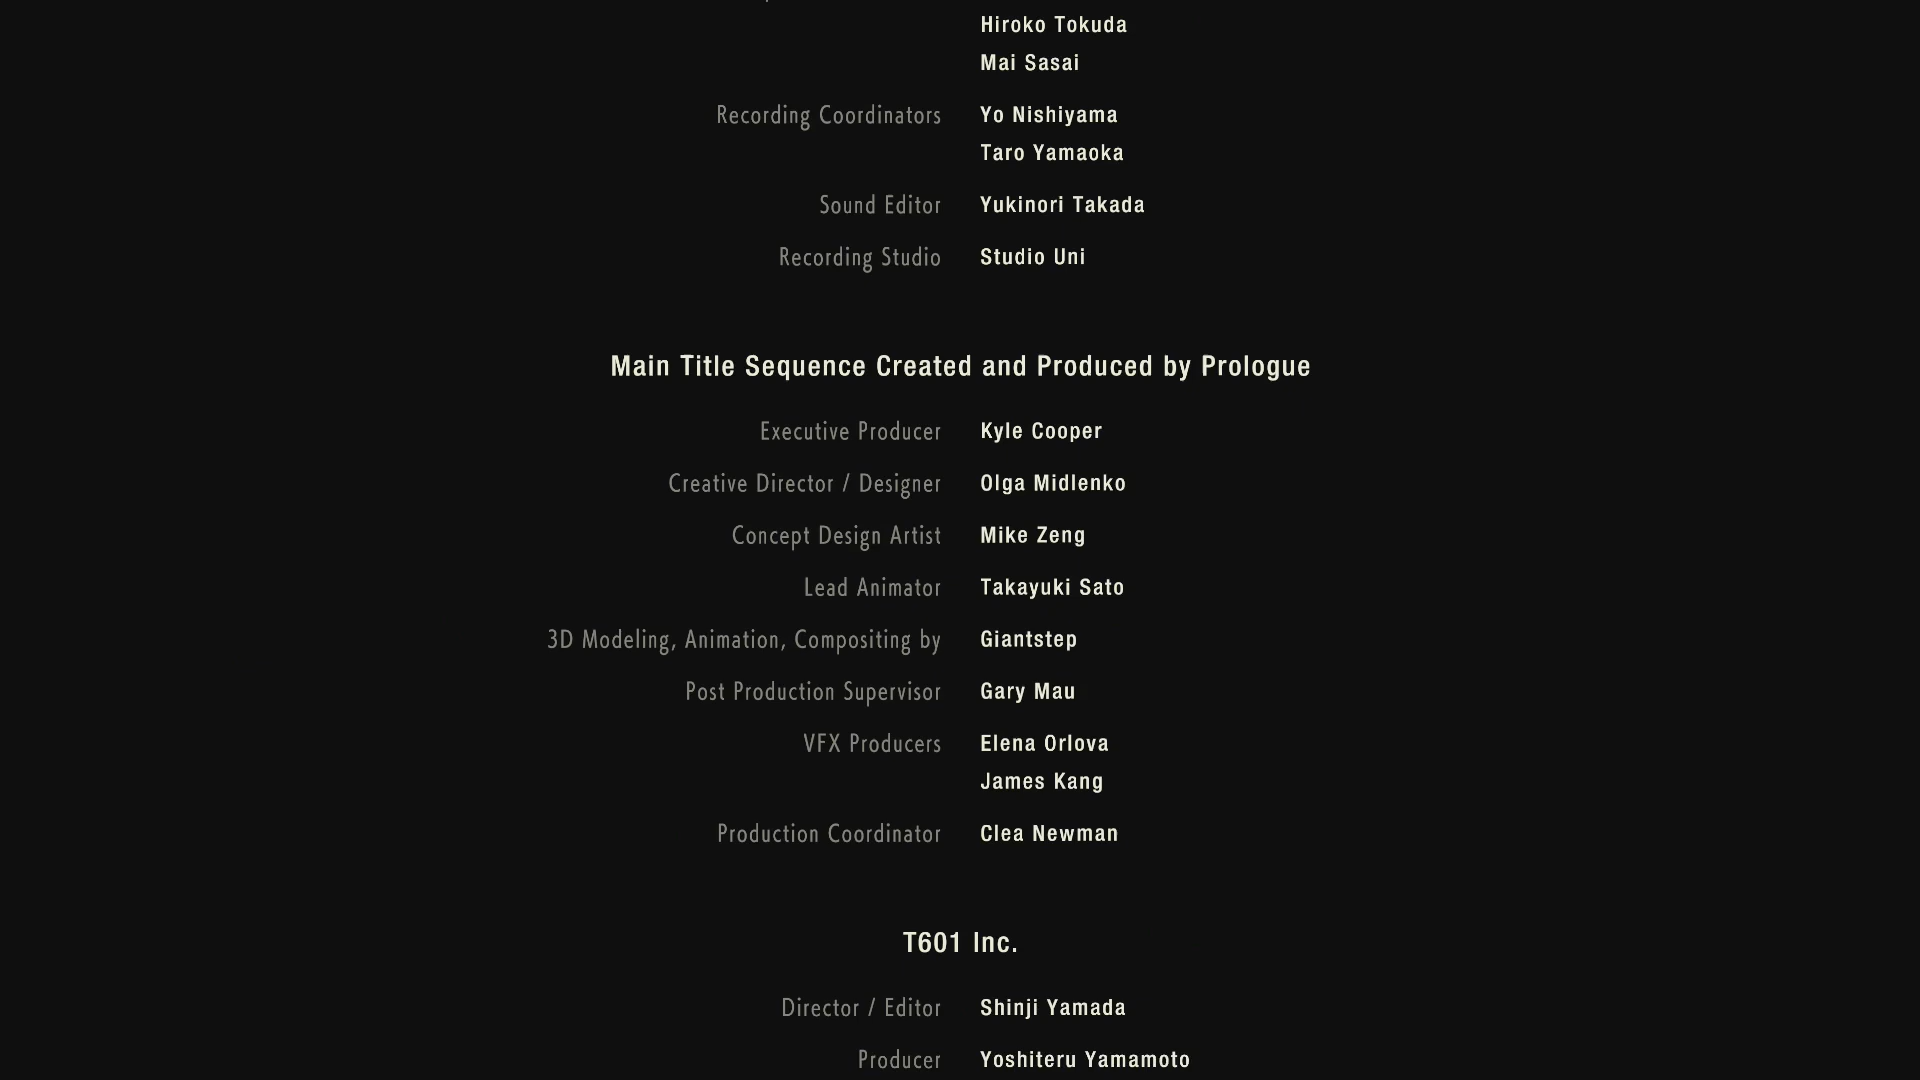 Hiroko Tokuda
Mai Sasai
Recording Coordinators Yo Nishiyama
Taro Yamaoka
Sound Editor Yukinori Takada
Recording Studio Studio Uni
Main Title Sequence Created and Produced by Prologue
Executive Producer Kyle Cooper
Creative Director / Designer Olga Midlenko
Concept Design Artist Mike Zeng
Lead Animator Takayuki Sato
3D Modeling, Animation, Compositing by Giantstep
Post Production Supervisor Gary Mau
VFX Producers Elena Orlova
James Kang
Production Coordinator Clea Newman
T601 Inc.
Director / Editor Shinji Yamada
Producer Yoshiteru Yamamoto